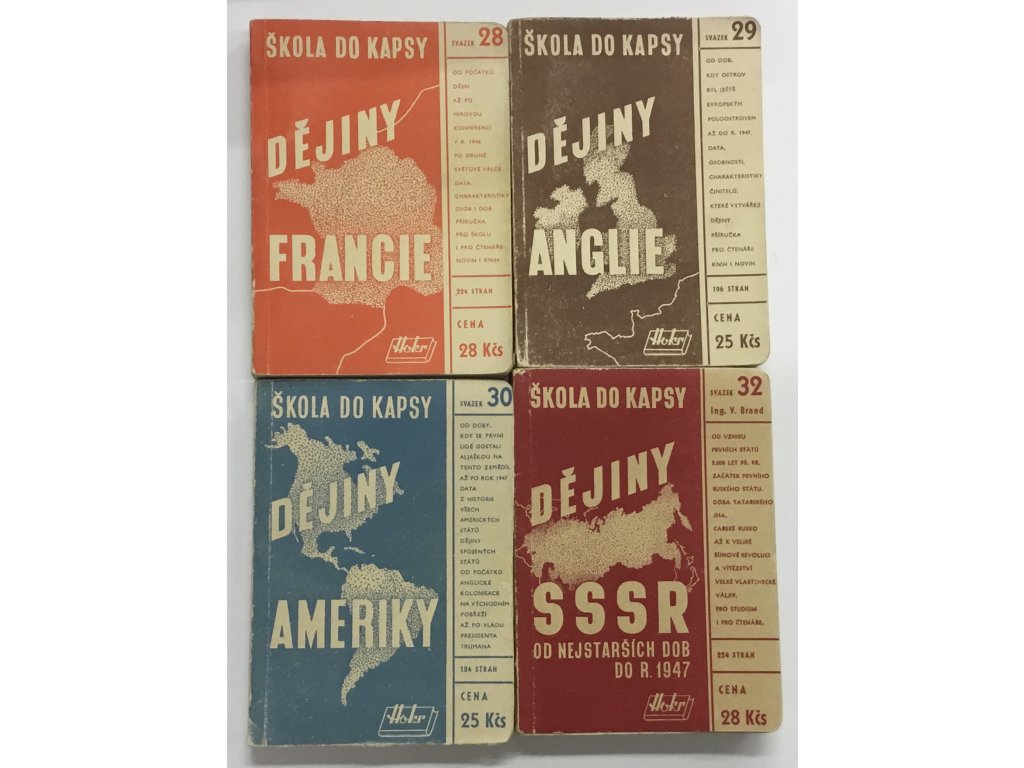 ŠKOLA DO KAPSY
DĚJINY
FRANCIE
Hokr
SVAZEK 28
OD POČÁTKŮ
DĚJIN
AŽ PO
MÍROVOU
KONFERENCI
V R. 1946
PO DRUHÉ
SVĚTOVÉ VÁLCE.
DATA.
CHARAKTERISTIKY
OSOB I DOB.
PŘÍRUČKA
PRO ŠKOLU
I PRO ČTENÁŘE
NOVIN I KNIH.
224 STRAN
CENA
28 Kčs
ŠKOLA DO KAPSY
DĚJINY
ANGLIE
Hokr
SVAZEK 29
OD DOB,
KDY OSTROV
BYL JEŠTĚ
EVROPSKÝM
POLOOSTROVEM
AŽ DO R. 1947.
DATA,
OSOBNOSTI,
CHARAKTERISTIKY
ČINITELŮ,
KTEŘÉ VYTVÁŘEJÍ
DĚJINY.
PŘÍRUČKA
PRO ČTENÁŘE
KNIH I NOVIN.
196 STRAN
CENA
25 Kčs
ŠKOLA DO KAPSY
DĚJINY
AMERIKY
Hokr
SVAZEK 30
OD DOBY,
KDY SE PRVNÍ
LIDÉ DOSTALI
ALJAŠKOU NA
TENTO ZEMĚDÍL
AŽ PO ROK 1947
DATA
Z HISTORIE
VŠECH
AMERICKÝCH
STÁTŮ.
DĚJINY
SPOJENÝCH
STÁTŮ
OD POČÁTKŮ
ANGLICKÉ
KOLONISACE
NA VÝCHODNÍM
POBŘEŽÍ
AŽ PO VLÁDU
PRESIDENTA
TRUMANA
184 STRAN
CENA
25 Kčs
ŠKOLA DO KAPSY
DĚJINY
SSSR
OD NEJSTARŠÍCH DOB
DO R. 1947
Hokr
SVAZEK 32
Ing. V. Brand
OD VZNIKU
PRVNÍCH STÁTŮ
2.000 LET PŘ. KR.
ZAČÁTEK PRVNÍHO
RUSKÉHO STÁTU.
DOBA TATARSKÉHO
JHA.
CARSKÉ RUSKO
AŽ K VELIKÉ
ŘÍJNOVÉ REVOLUCI
A VÍTĚZSTVÍ
VELKÉ VLASTENECKÉ
VÁLKY.
PRO STUDIUM
I PRO ČTENÁŘE.
224 STRAN
CENA
28 Kčs